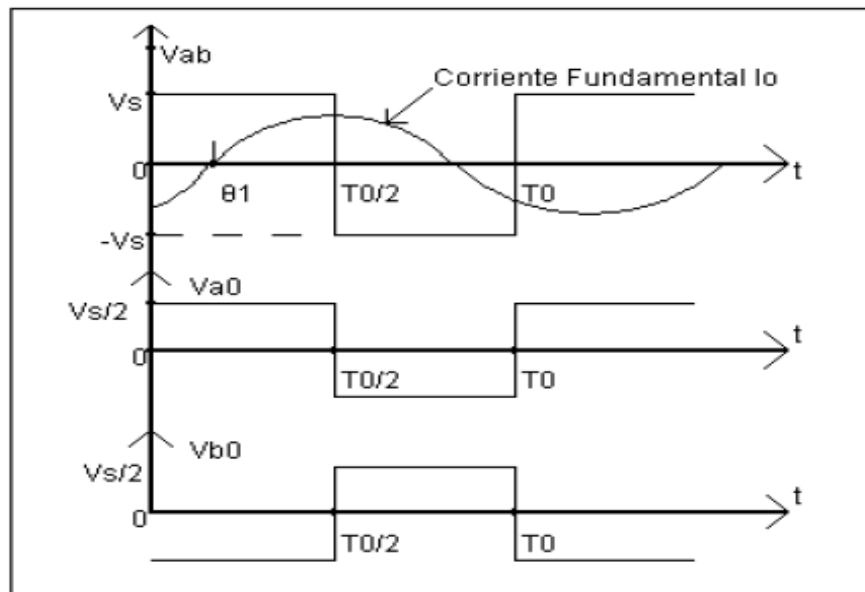 Vab
Corriente Fundamental Io
Vs
0
θ1
T0/2
T0
t
-Vs
Va0
Vs/2
0
T0/2
T0
t
Vb0
Vs/2
0
T0/2
T0
t